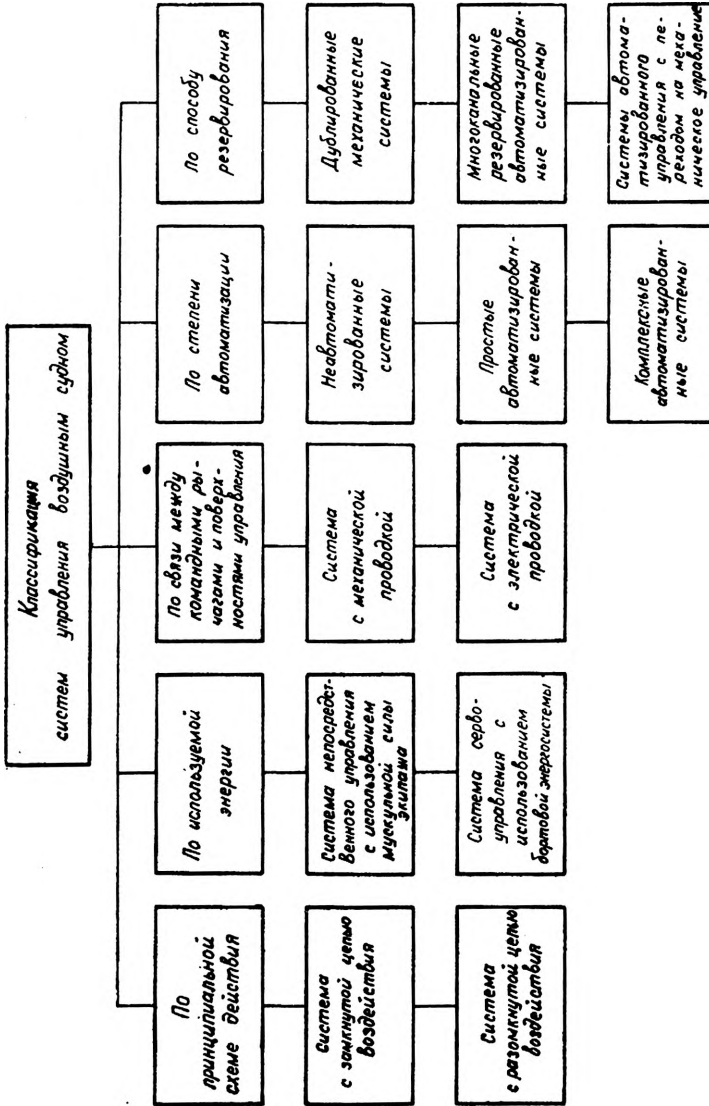 Классификация
систем управления воздушным судном
По
принципиальной
схеме действия
Система
с замкнутой цепью
воздействия
Система
с разомкнутой цепью
воздействия
По используемой
энергии
Система непосредст-
венного управления
с использованием
мускульной силы
экипажа
Система серво-
управления с
использованием
бортовой энергосистемы
По связи между
командными ры-
чагами и поверх-
ностями управления
Система
с механической
проводкой
Система
с электрической
проводкой
По степени
автоматизации
Неавтомати-
зированные
системы
Простые
автоматизирован-
ные системы
Комплексные
автоматизирован-
ные системы
По способу
резервирования
Дублированные
механические
системы
Многоканальные
резервированные
автоматизирован-
ные системы
Системы автома-
тизированного
управления с пе-
реходом на меха-
ническое управление